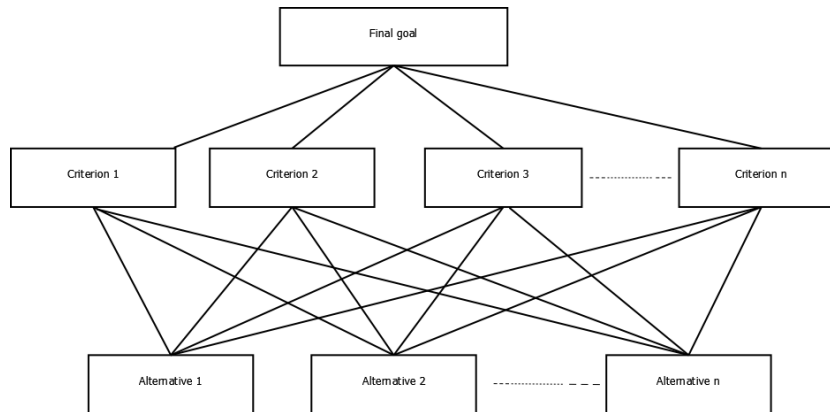 Final goal
Criterion 1
Criterion 2
Criterion 3
Criterion n
Alternative 1
Alternative 2
Alternative n